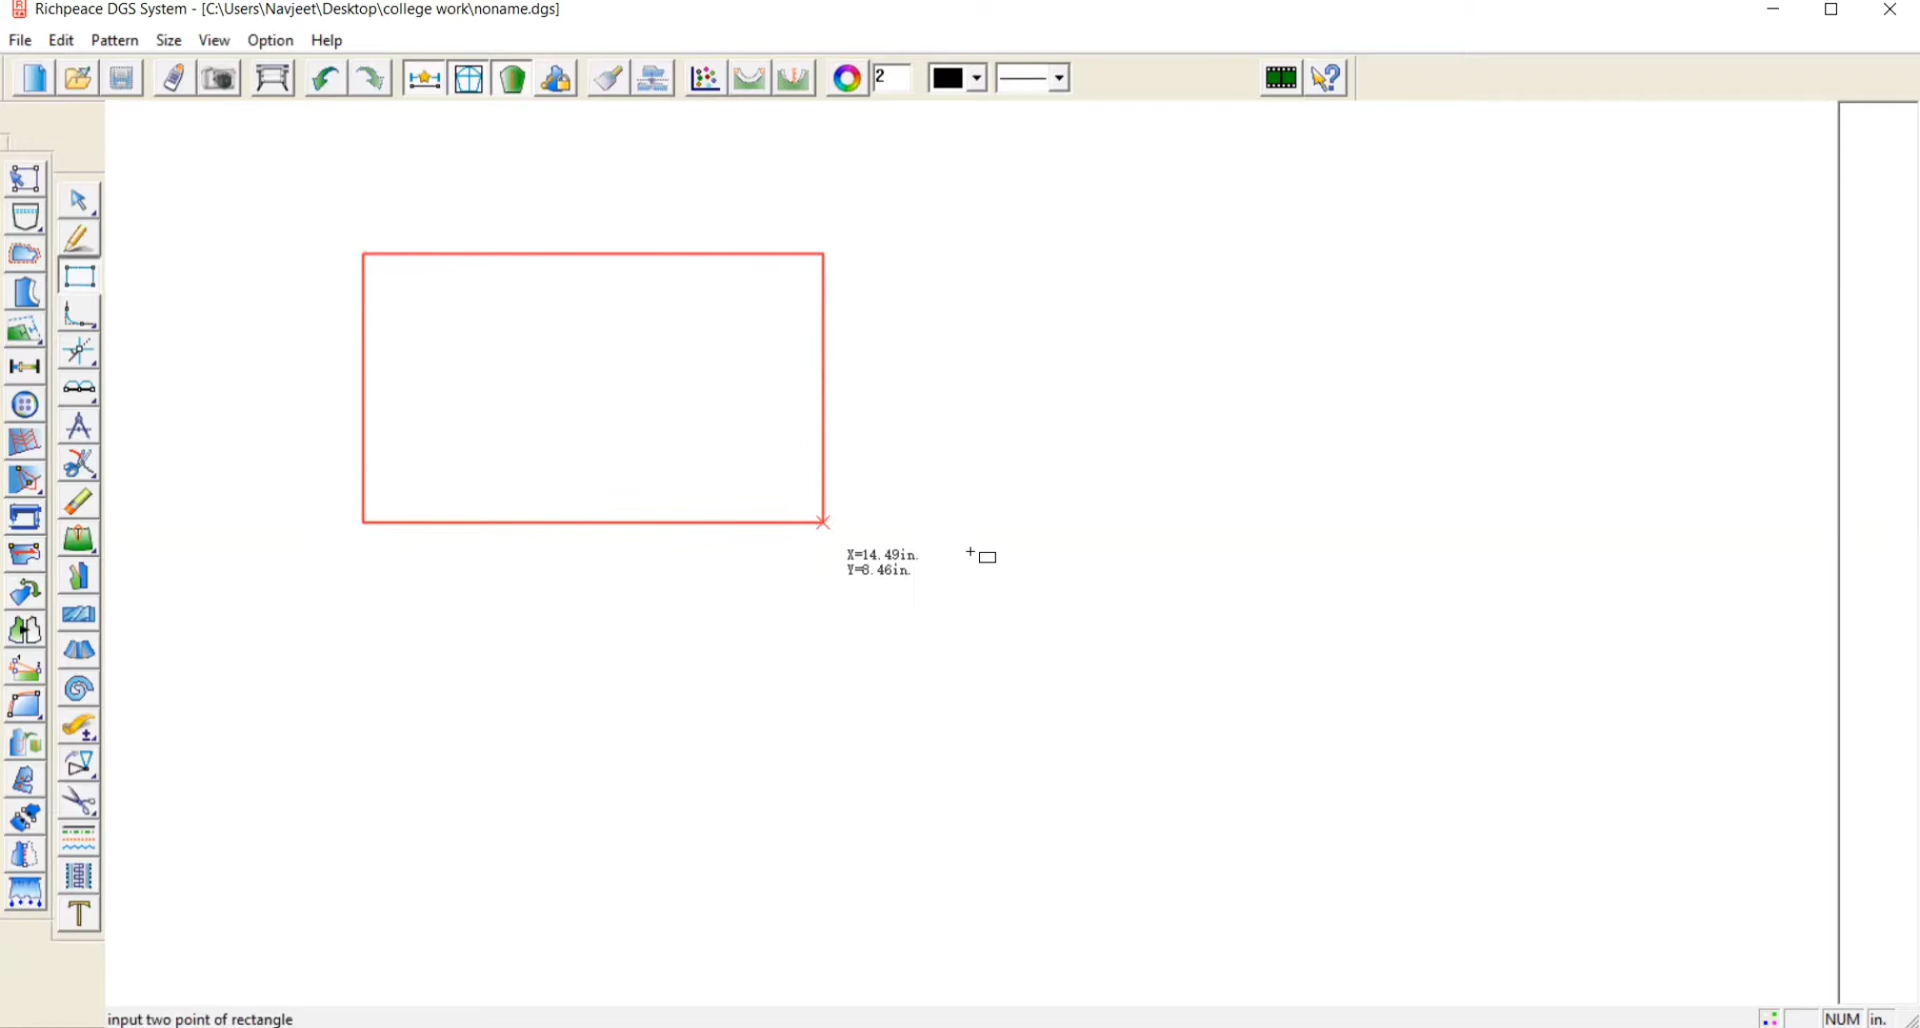 Richpeace DGS System - [C:\Users\Navjeet\Desktop\college work\noname.dgs]
File Edit Pattern Size View Option Help
2
X=14.49in.
Y=8.46in.
input two point of rectangle
NUM in.